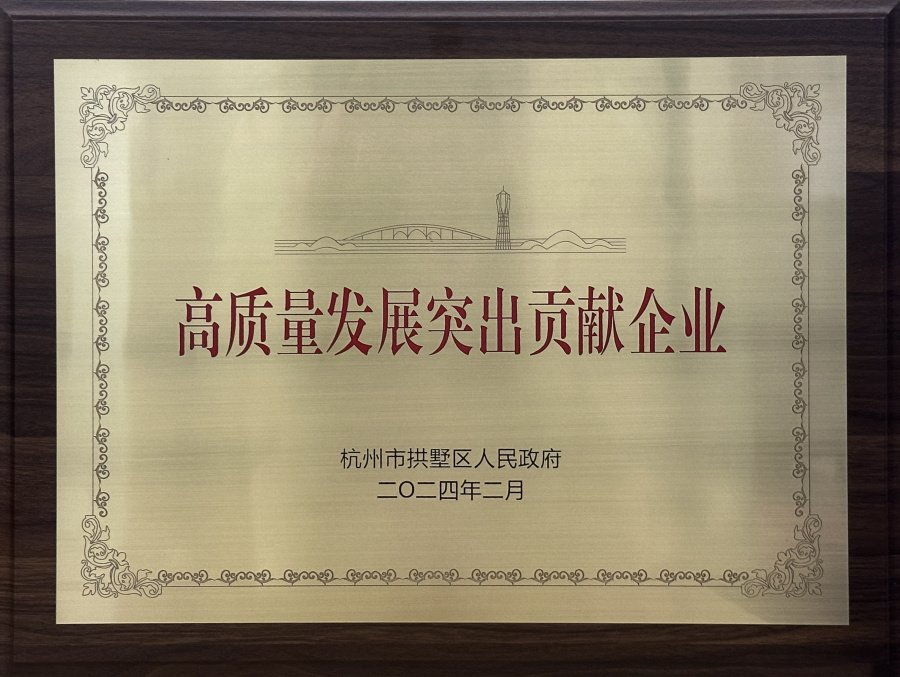 高质量发展突出贡献企业
杭州市拱墅区人民政府
二〇二四年二月